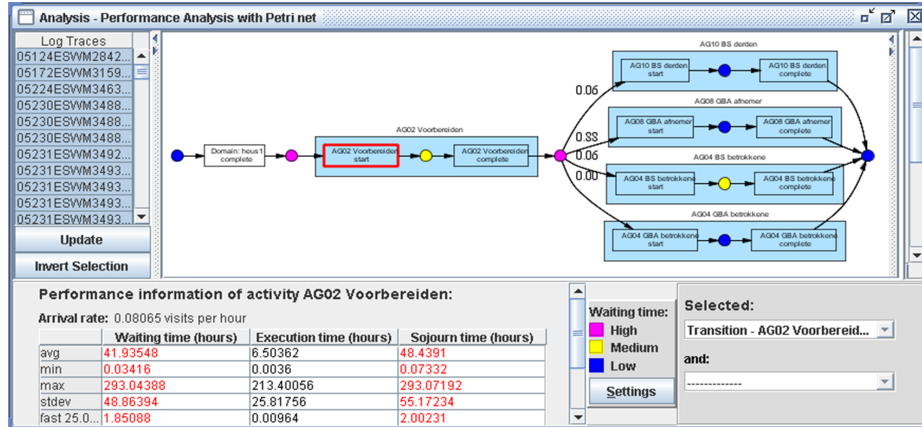 Analysis - Performance Analysis with Petri net
Log Traces
05124ESWM2842...
05172ESWM3159...
05224ESWM3463...
05230ESWM3488...
05230ESWM3488...
05230ESWM3488...
05231ESWM3492...
05231ESWM3493...
05231ESWM3493...
05231ESWM3493...
05231ESWM3493...
Update
Invert Selection
Domain: heus1
complete
AG02 Voorbereiden
AG02 Voorbereiden
start
AG02 Voorbereiden
complete
0.06
0.88
0.06
0.00
AG10 BS derden
AG10 BS derden
start
AG10 BS derden
complete
AG08 GBA afnemer
AG08 GBA afnemer
start
AG08 GBA afnemer
complete
AG04 BS betrokkene
AG04 BS betrokkene
start
AG04 BS betrokkene
complete
AG04 GBA betrokkene
AG04 GBA betrokkene
start
AG04 GBA betrokkene
complete
Performance information of activity AG02 Voorbereiden:
Arrival rate: 0.08065 visits per hour
Waiting time (hours) Execution time (hours) Sojourn time (hours)
avg 41.93548 6.50362 48.4391
min 0.03416 0.0036 0.07332
max 293.04388 213.40056 293.07192
stdev 48.86394 25.81756 55.17234
fast 25.0... 1.85088 0.00964 2.00231
Waiting time:
High
Medium
Low
Settings
Selected:
Transition - AG02 Voorbereid...
and:
-------------